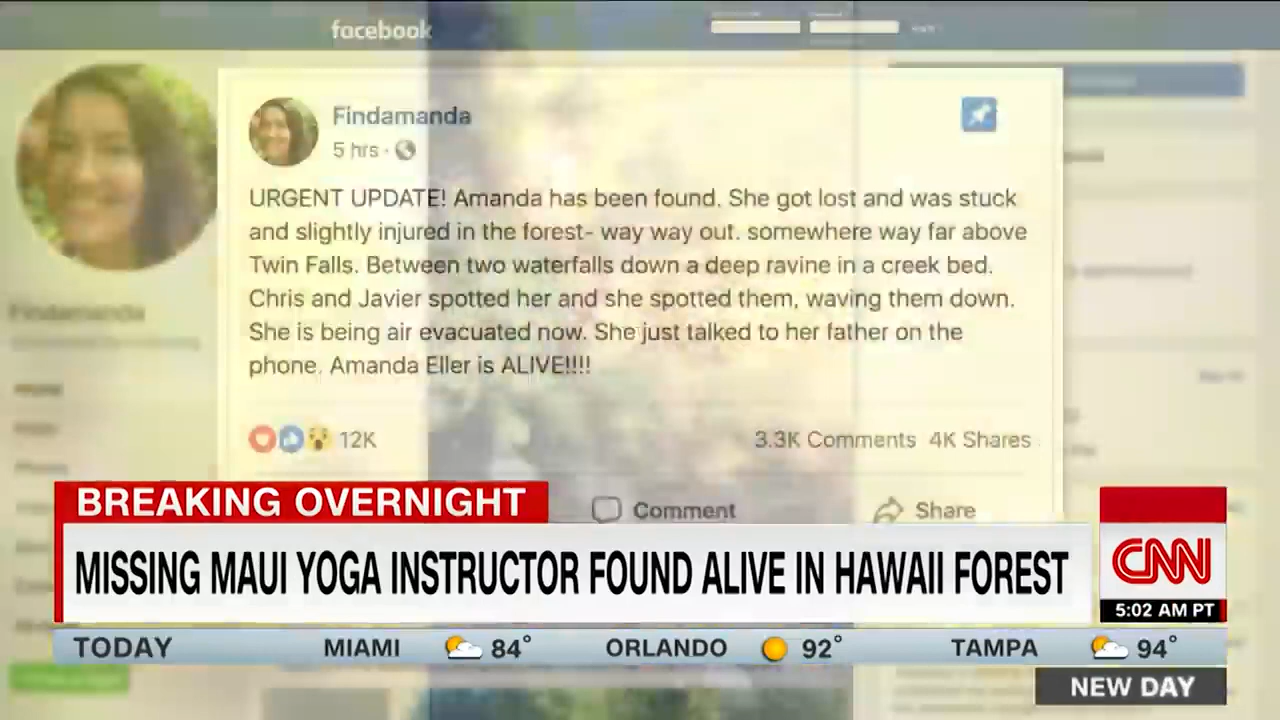 facebook
Findamanda
5 hrs ·
URGENT UPDATE! Amanda has been found. She got lost and was stuck
and slightly injured in the forest- way way out. somewhere way far above
Twin Falls. Between two waterfalls down a deep ravine in a creek bed.
Chris and Javier spotted her and she spotted them, waving them down.
She is being air evacuated now. She just talked to her father on the
phone. Amanda Eller is ALIVE!!!!
12K
3.3K Comments 4K Shares
Comment Share
Findamanda
BREAKING OVERNIGHT
MISSING MAUI YOGA INSTRUCTOR FOUND ALIVE IN HAWAII FOREST
CNN
5:02 AM PT
TODAY MIAMI 84° ORLANDO 92° TAMPA 94°
NEW DAY